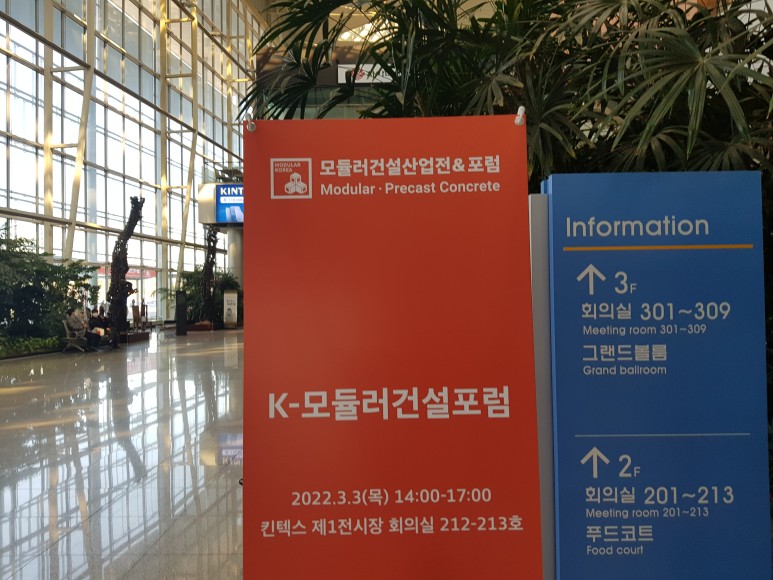 MODULAR
KOREA
모듈러건설산업전&포럼
Modular · Precast Concrete
K-모듈러건설포럼
2022.3.3(목) 14:00-17:00
킨텍스 제1전시장 회의실 212-213호
KINT
Information
↑ 3F
회의실 301~309
Meeting room 301~309
그랜드볼룸
Grand ballroom
↑ 2F
회의실 201~213
Meeting room 201~213
푸드코트
Food court